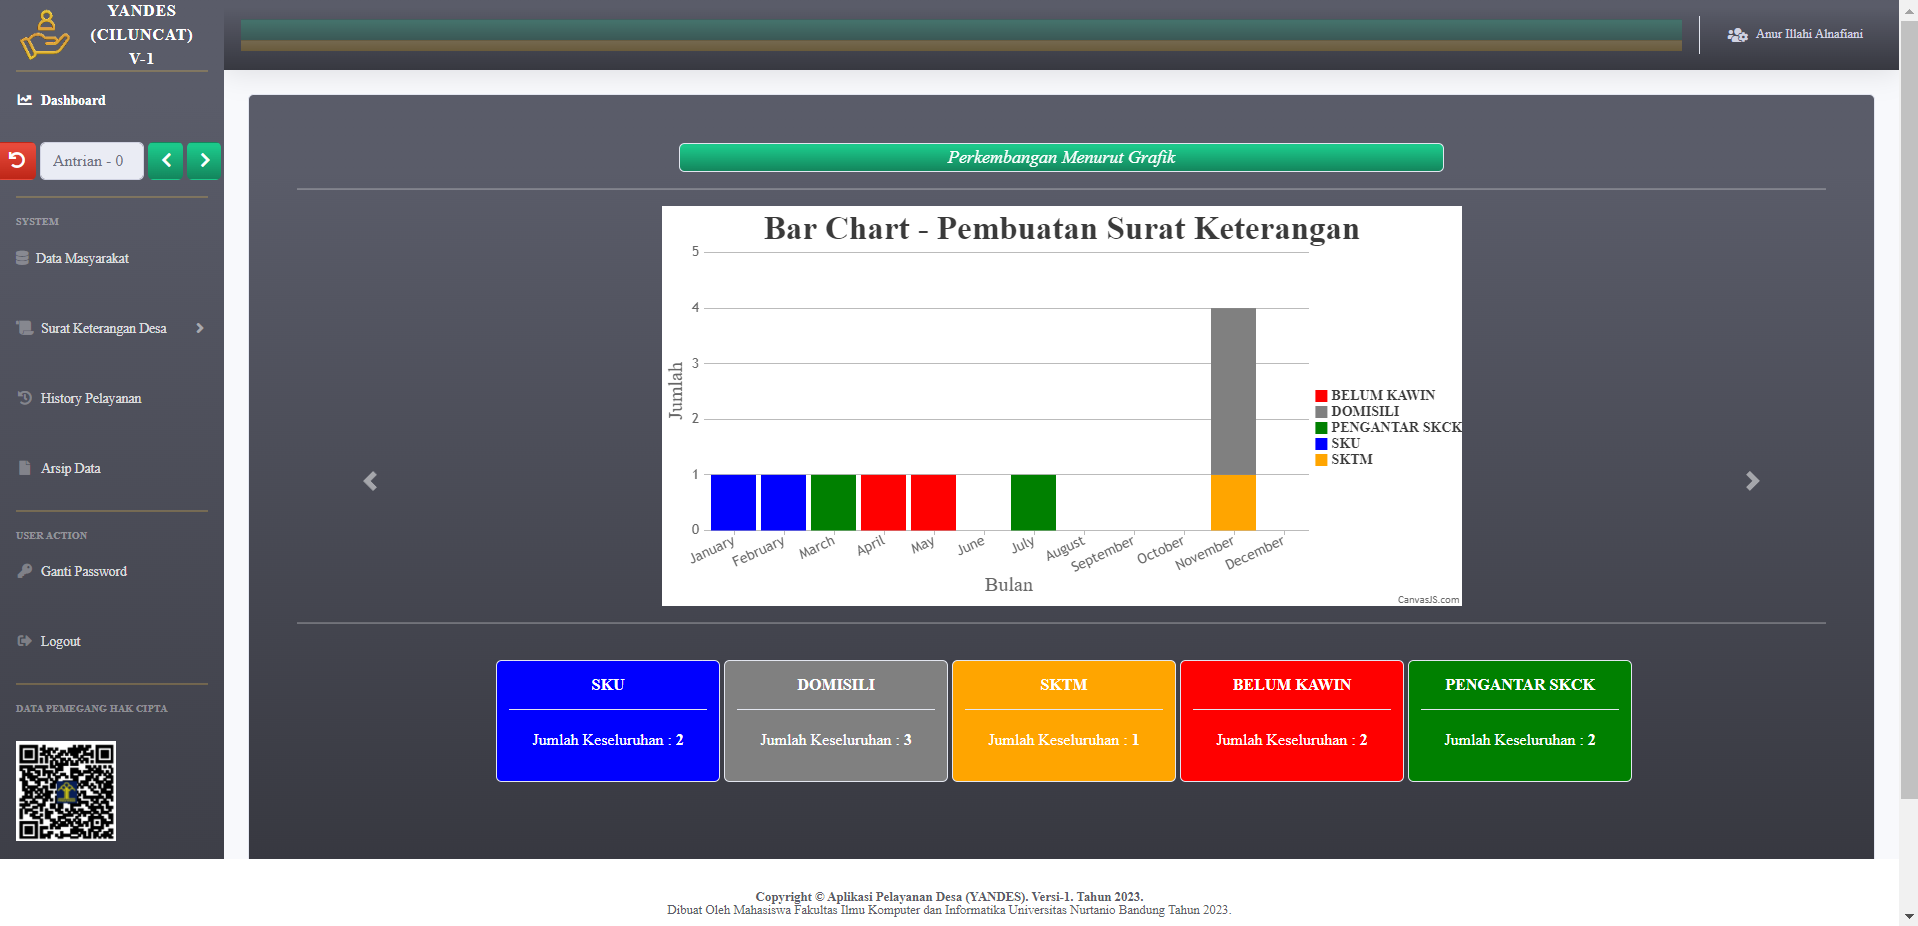 YANDES
(CILUNCAT)
V-1
Anur Illahi Alnafiani
Dashboard
Antrian - 0
SYSTEM
Data Masyarakat
Surat Keterangan Desa
History Pelayanan
Arsip Data
USER ACTION
Ganti Password
Logout
DATA PEMEGANG HAK CIPTA
Perkembangan Menurut Grafik
Bar Chart - Pembuatan Surat Keterangan
Jumlah
5
4
3
2
1
0
January
February
March
April
May
June
July
August
September
October
November
December
Bulan
BELUM KAWIN
DOMISILI
PENGANTAR SKCK
SKU
SKTM
CanvasJS.com
SKU
Jumlah Keseluruhan : 2
DOMISILI
Jumlah Keseluruhan : 3
SKTM
Jumlah Keseluruhan : 1
BELUM KAWIN
Jumlah Keseluruhan : 2
PENGANTAR SKCK
Jumlah Keseluruhan : 2
Copyright © Aplikasi Pelayanan Desa (YANDES). Versi-1. Tahun 2023.
Dibuat Oleh Mahasiswa Fakultas Ilmu Komputer dan Informatika Universitas Nurtanio Bandung Tahun 2023.